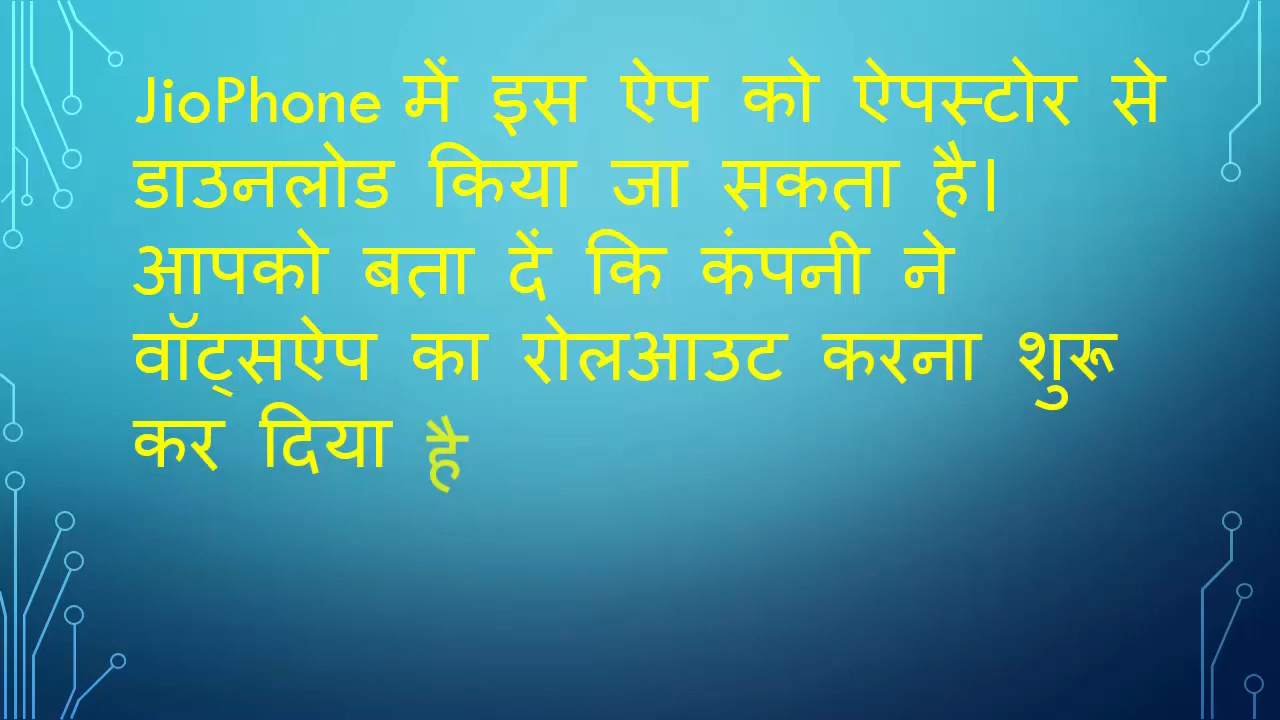 JioPhone में इस ऐप को ऐपस्टोर से
डाउनलोड किया जा सकता है।
आपको बता दें कि कंपनी ने
वॉट्सऐप का रोलआउट करना शुरू
कर दिया है